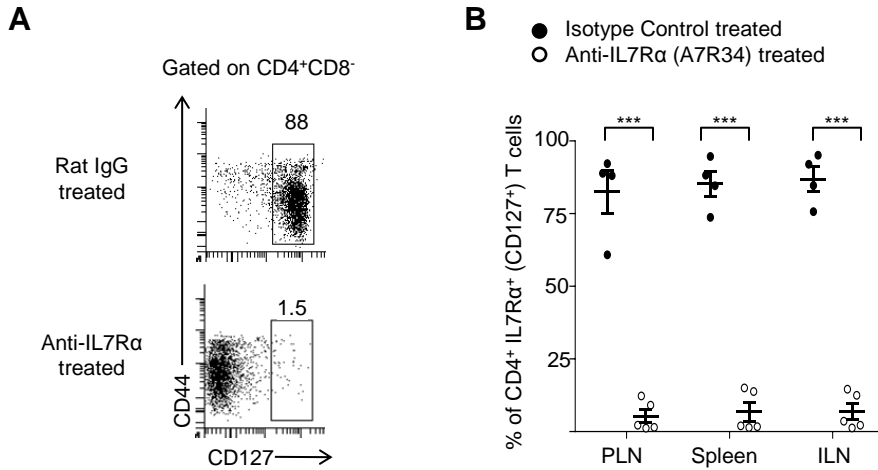 A
Gated on CD4⁺CD8⁻
Rat IgG
treated
88
Anti-IL7Rα
treated
1.5
CD44
CD127
B
Isotype Control treated
Anti-IL7Rα (A7R34) treated
% of CD4⁺ IL7Rα⁺ (CD127⁺) T cells
*** *** ***
100
75
50
25
PLN Spleen ILN